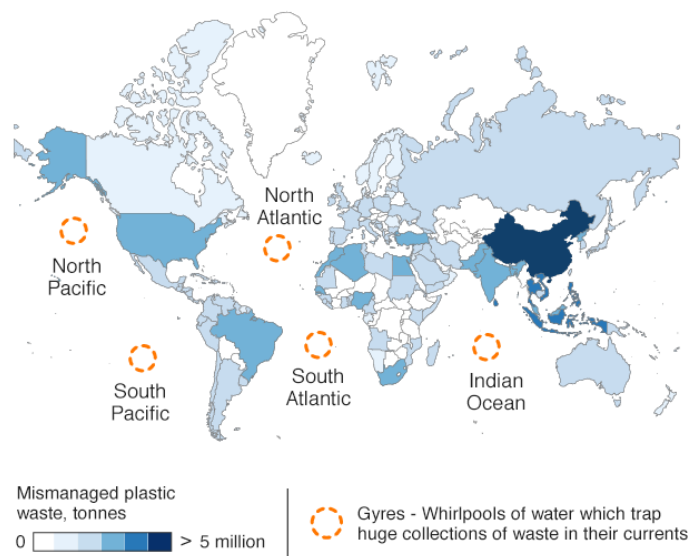 North
Atlantic
North
Pacific
South
Pacific
South
Atlantic
Indian
Ocean
Mismanaged plastic
waste, tonnes
0 > 5 million
Gyres - Whirlpools of water which trap
huge collections of waste in their currents